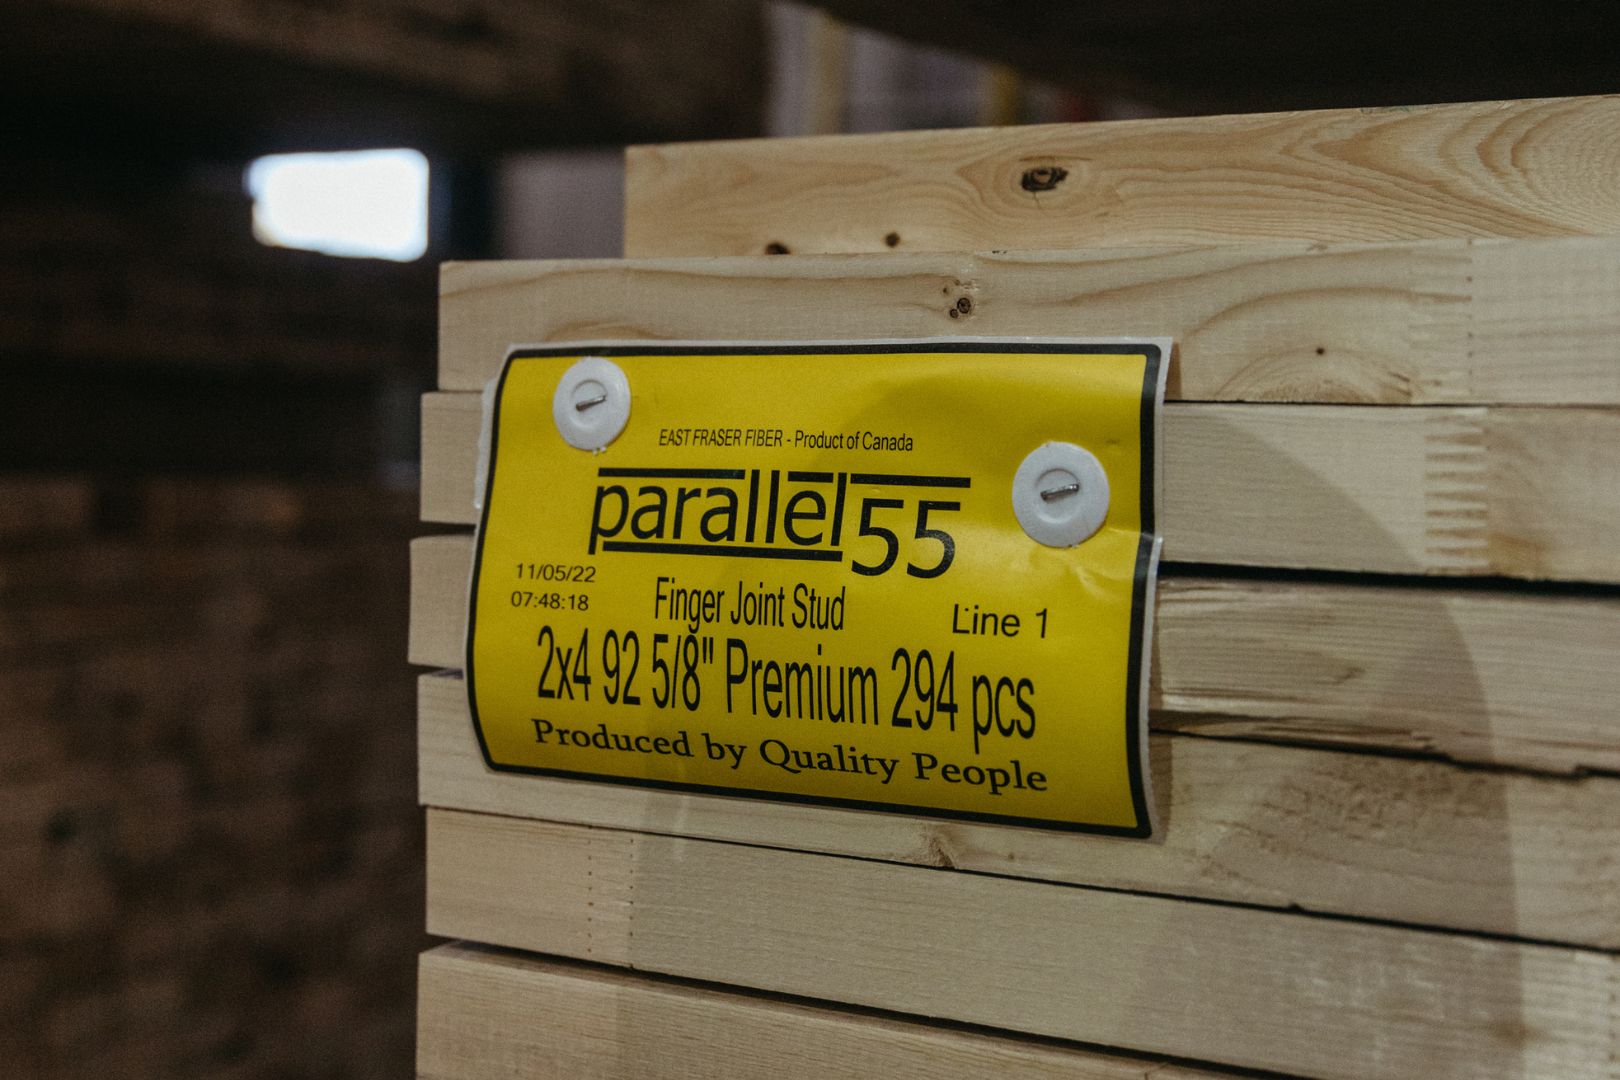 EAST FRASER FIBER - Product of Canada
parallel55
11/05/22
07:48:18
Finger Joint Stud
Line 1
2x4 92 5/8" Premium 294 pcs
Produced by Quality People